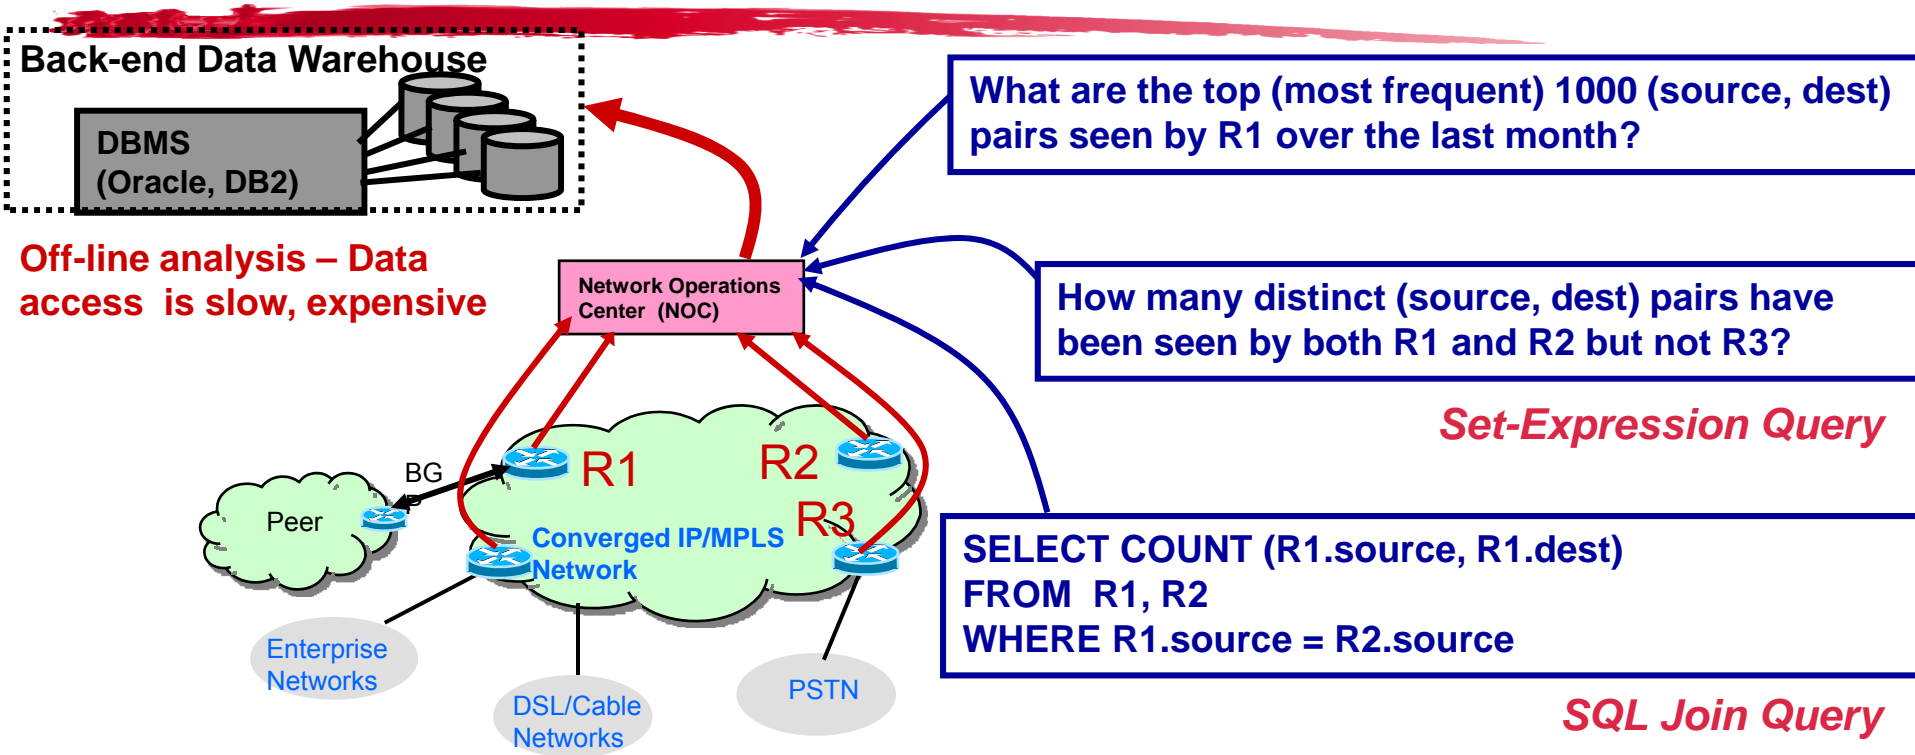 Back-end Data Warehouse
DBMS
(Oracle, DB2)
Off-line analysis – Data
access is slow, expensive
What are the top (most frequent) 1000 (source, dest)
pairs seen by R1 over the last month?
Network Operations
Center (NOC)
How many distinct (source, dest) pairs have
been seen by both R1 and R2 but not R3?
Set-Expression Query
R1
R2
BG
P
Peer
R3
Converged IP/MPLS
Network
SELECT COUNT (R1.source, R1.dest)
FROM R1, R2
WHERE R1.source = R2.source
SQL Join Query
Enterprise
Networks
DSL/Cable
Networks
PSTN